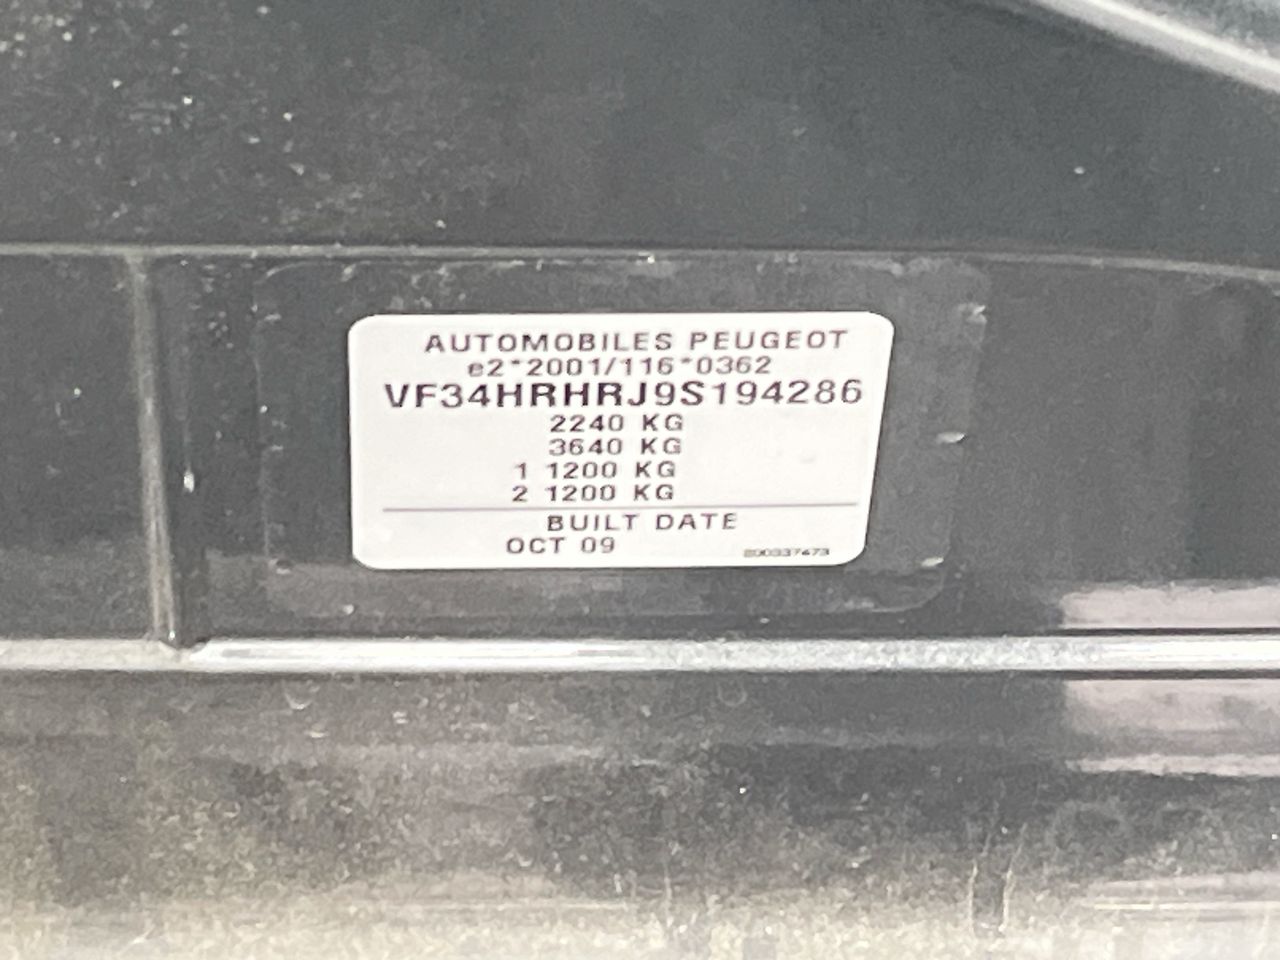 AUTOMOBILES PEUGEOT
e2*2001/116*0362
VF34HRHRJ9S194286
2240 KG
3640 KG
1 1200 KG
2 1200 KG
BUILT DATE
OCT 09